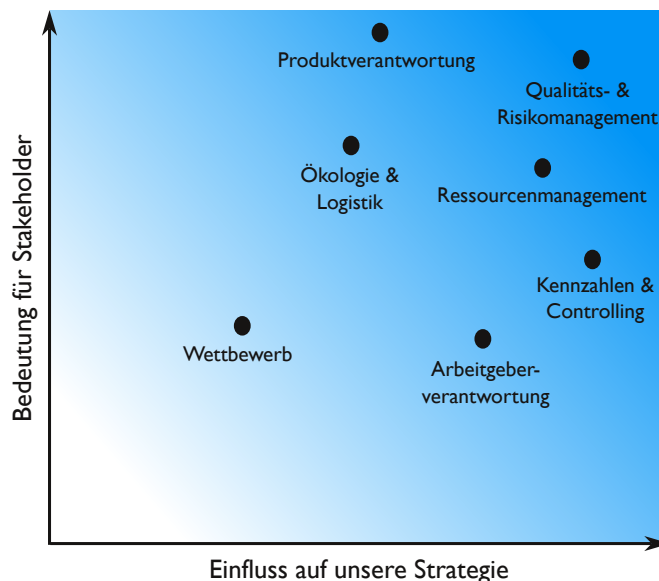 Produktverantwortung
Qualitäts- &
Risikomanagement
Ökologie &
Logistik
Ressourcenmanagement
Kennzahlen &
Controlling
Wettbewerb
Arbeitgeber-
verantwortung
Bedeutung für Stakeholder
Einfluss auf unsere Strategie